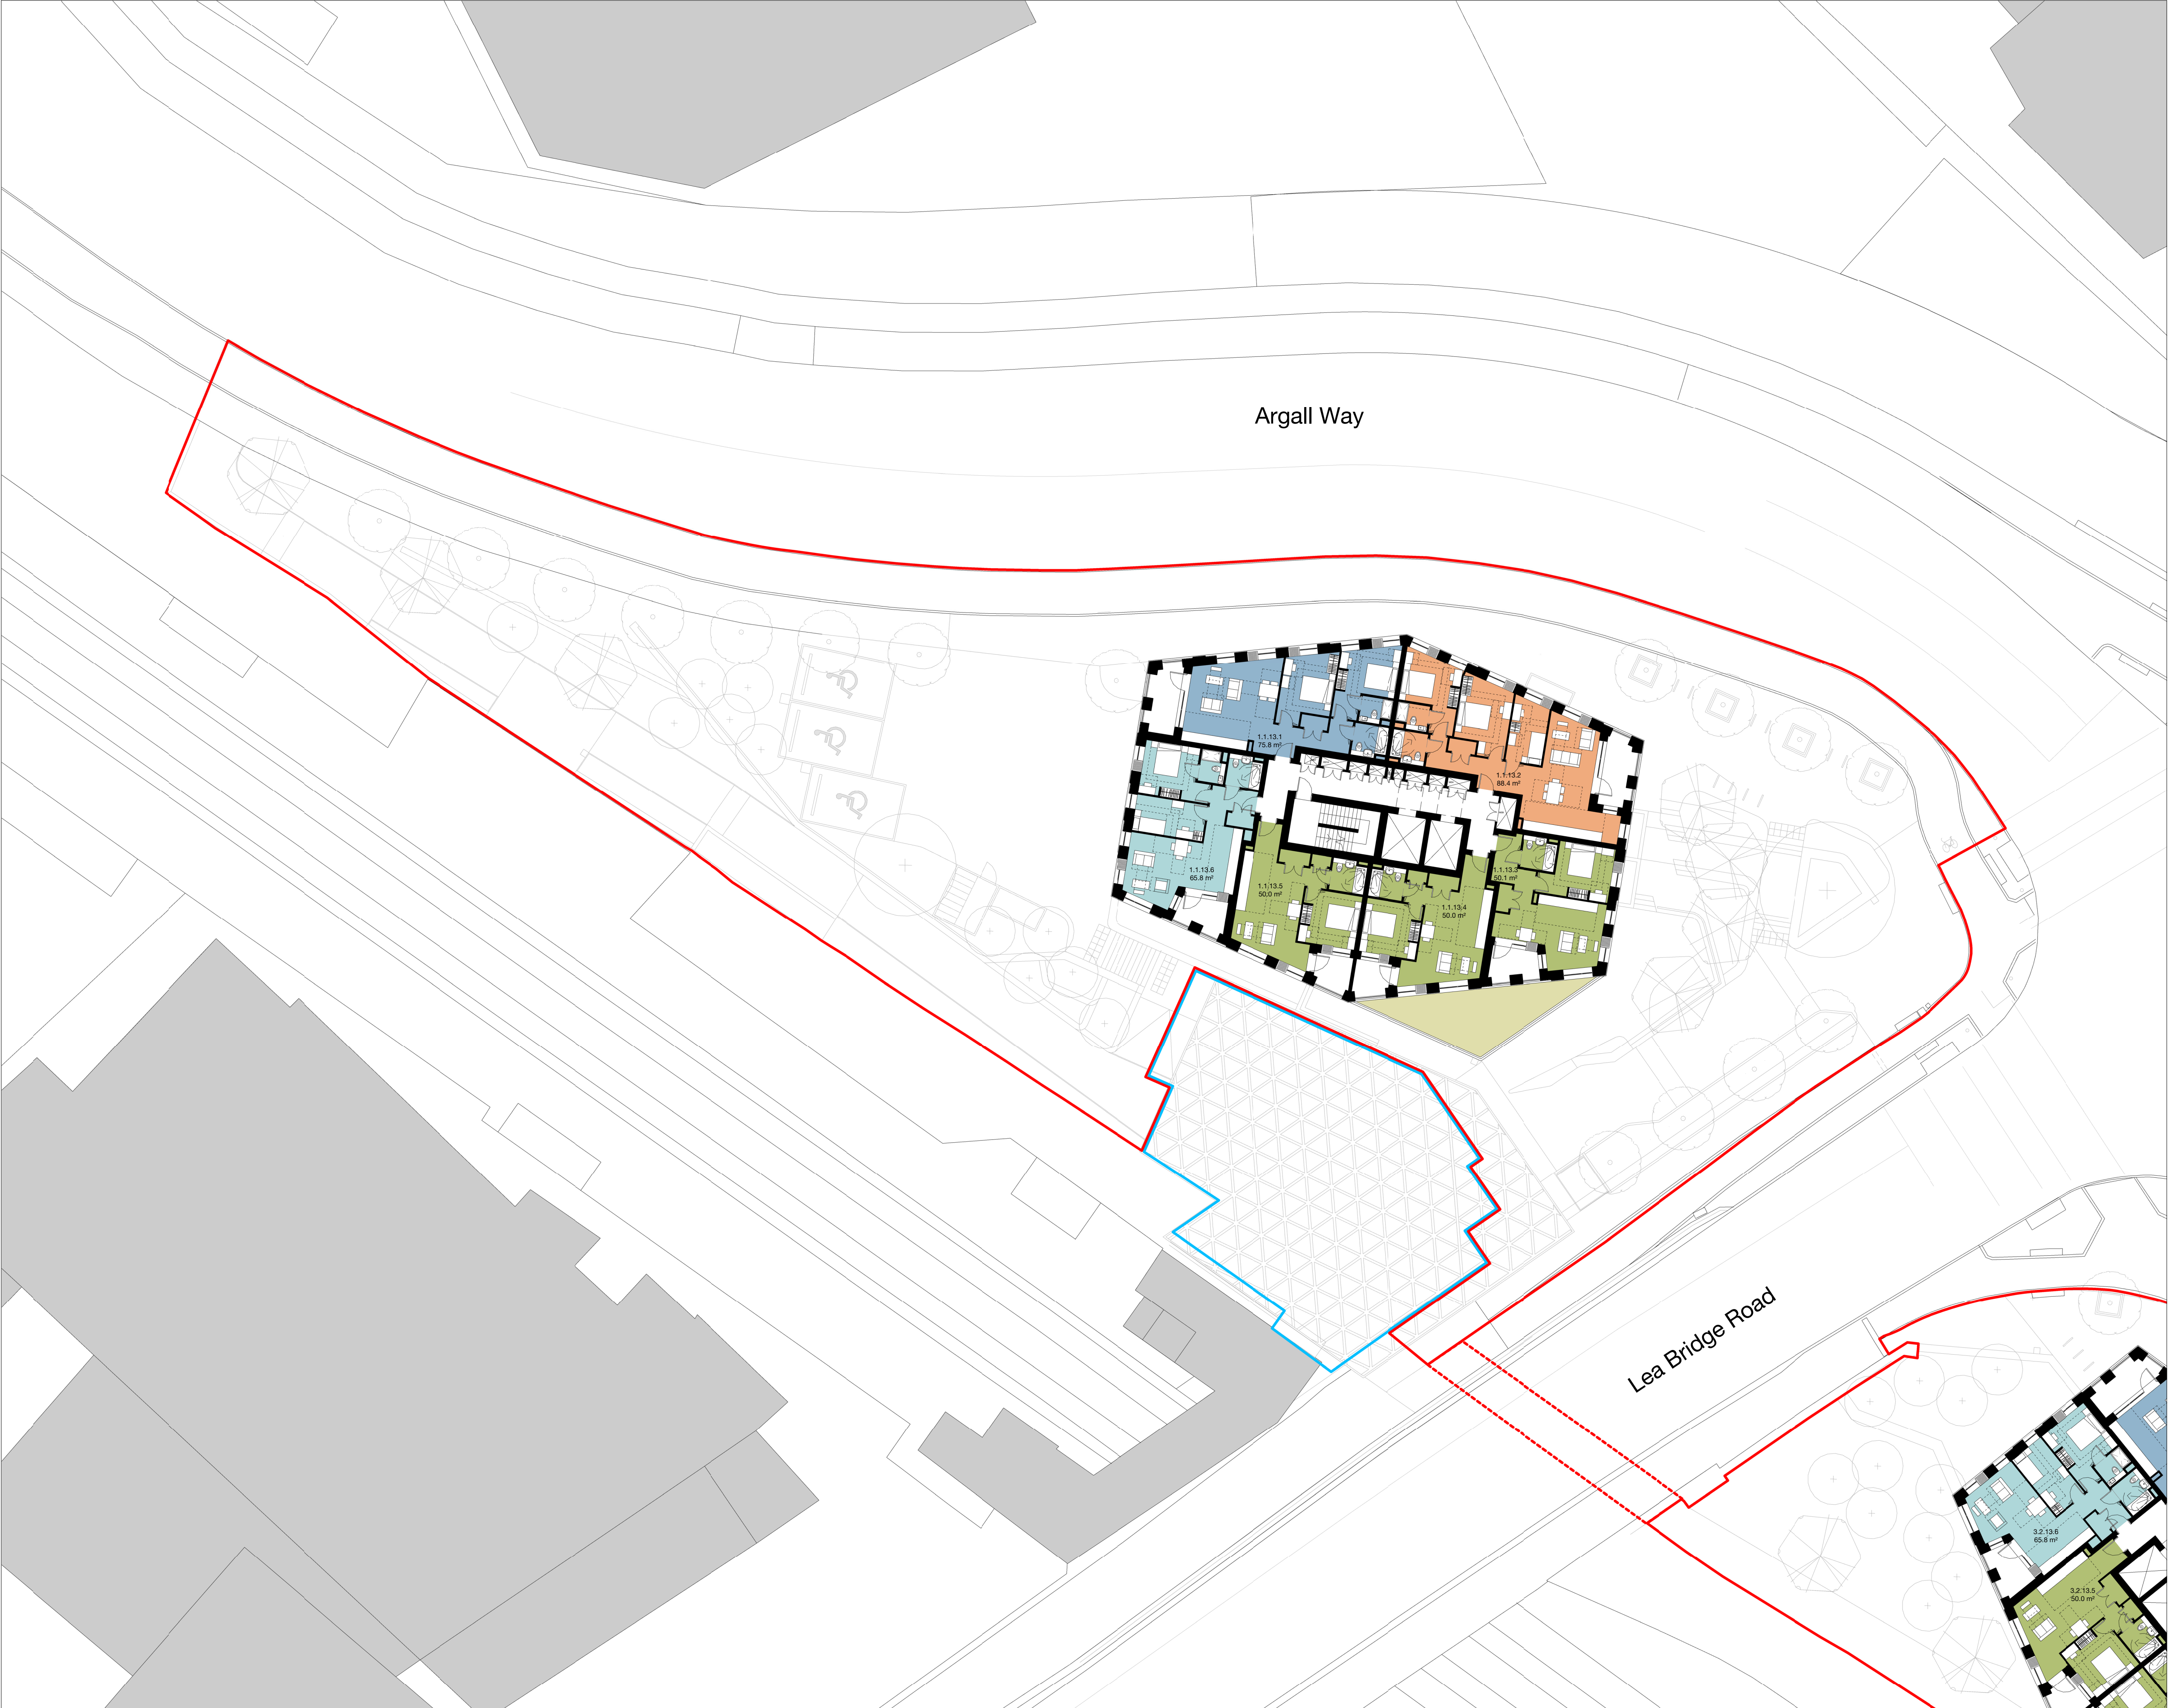 Argall Way
1.1.13.1
75.8 m²
1.1.13.2
88.4 m²
1.1.13.6
65.8 m²
1.1.13.5
50.0 m²
1.1.13.3
50.1 m²
1.1.13.4
50.0 m²
Lea Bridge Road
3.2.13.6
65.8 m²
3.2.13.5
50.0 m²